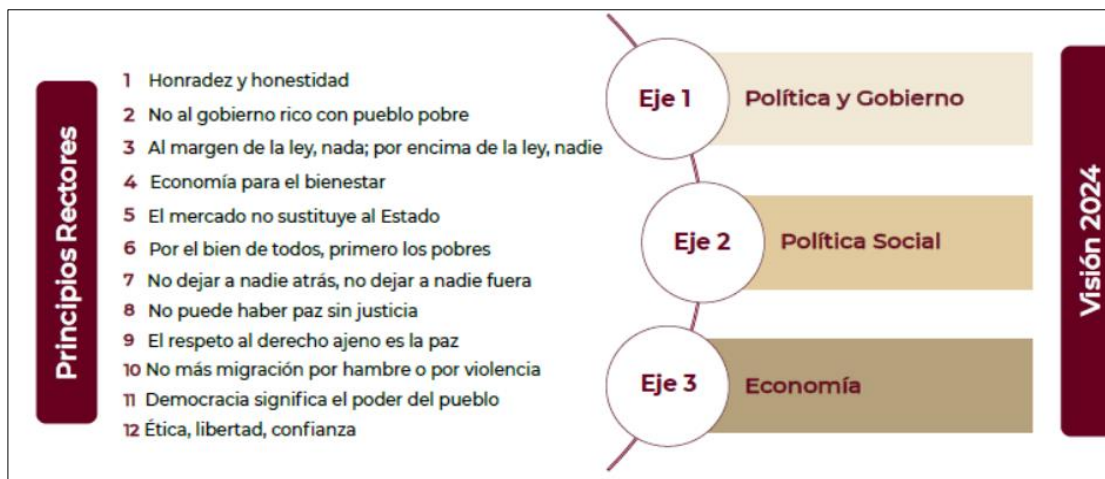 Principios Rectores
1 Honradez y honestidad
2 No al gobierno rico con pueblo pobre
3 Al margen de la ley, nada; por encima de la ley, nadie
4 Economía para el bienestar
5 El mercado no sustituye al Estado
6 Por el bien de todos, primero los pobres
7 No dejar a nadie atrás, no dejar a nadie fuera
8 No puede haber paz sin justicia
9 El respeto al derecho ajeno es la paz
10 No más migración por hambre o por violencia
11 Democracia significa el poder del pueblo
12 Ética, libertad, confianza
Eje 1 Política y Gobierno
Eje 2 Política Social
Eje 3 Economía
Visión 2024